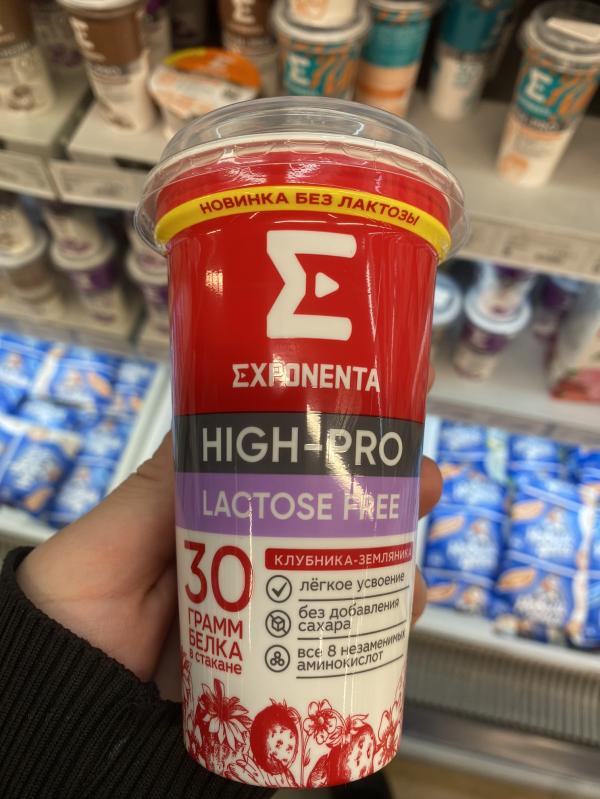 НОВИНКА БЕЗ ЛАКТОЗЫ
EXPONENTA
HIGH-PRO
LACTOSE FREE
30
ГРАММ
БЕЛКА
в стакане
КЛУБНИКА-ЗЕМЛЯНИКА
лёгкое усвоение
без добавления
сахара
все 8 незаменимых
аминокислот